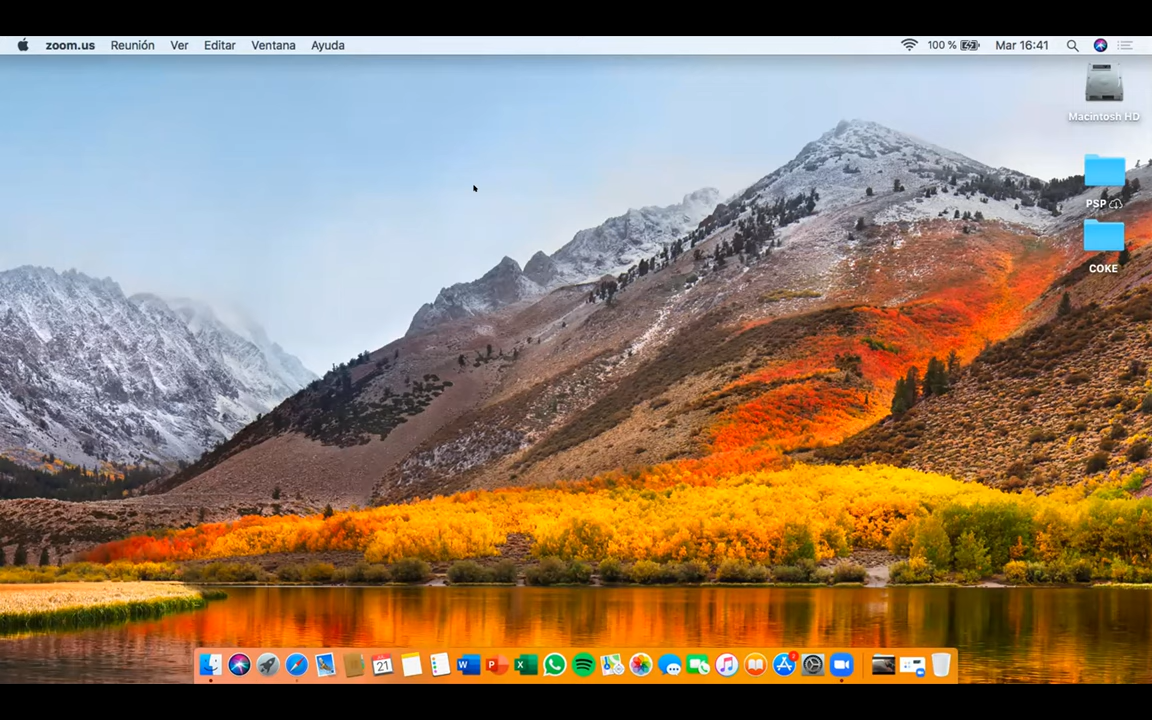 zoom.us Reunión Ver Editar Ventana Ayuda 100 % Mar 16:41
Macintosh HD
PSP
COKE
21
W P X